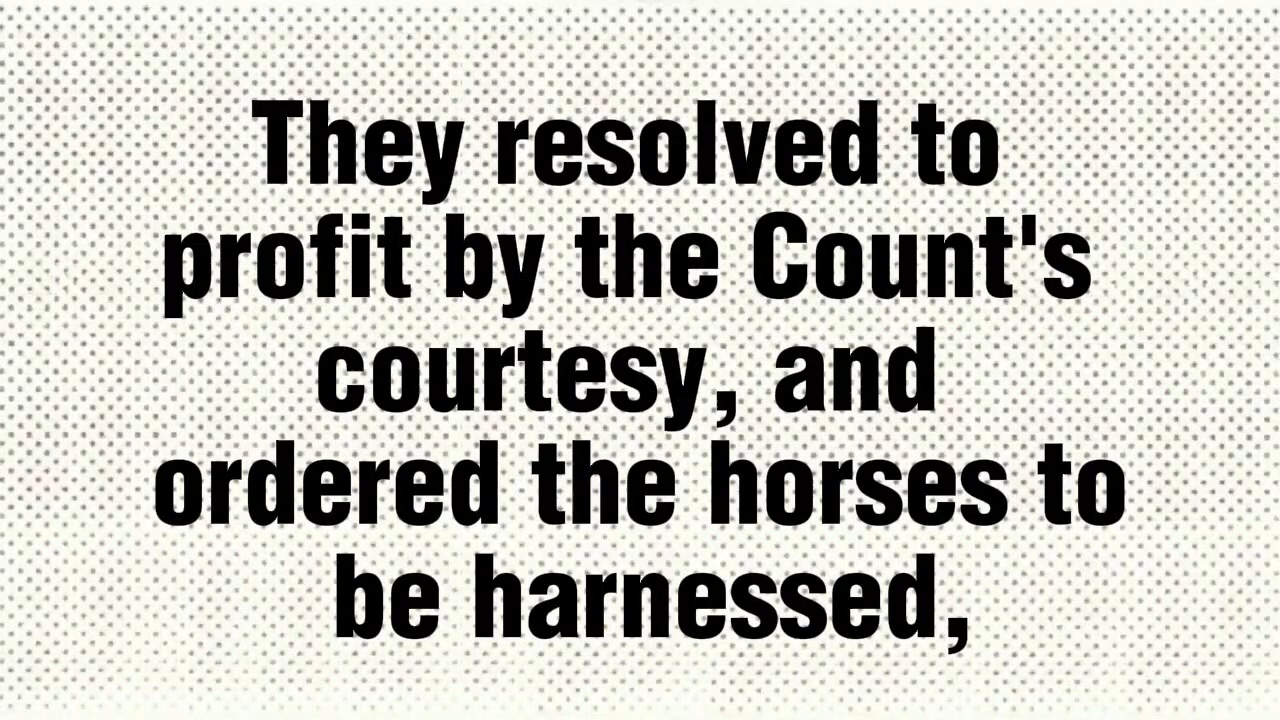 They resolved to
profit by the Count's
courtesy, and
ordered the horses to
be harnessed,